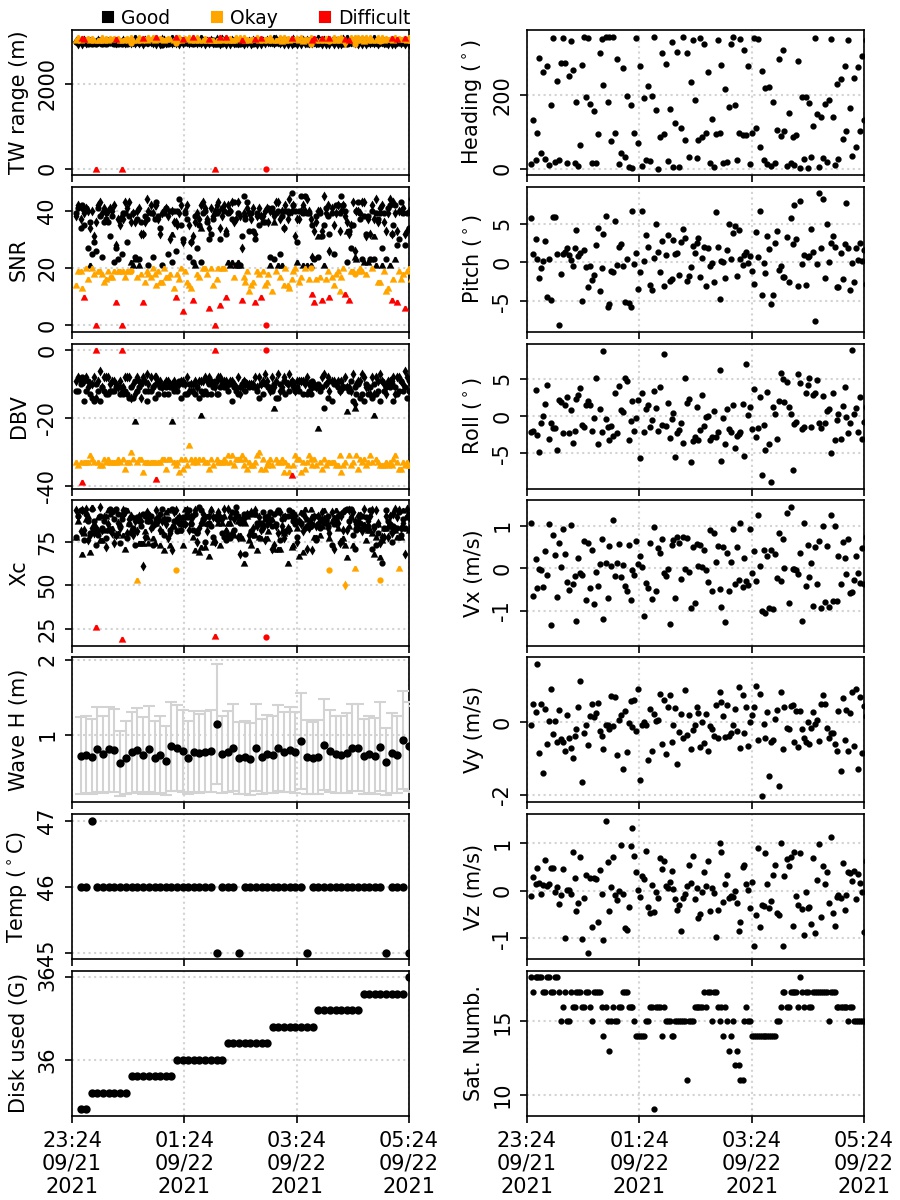 Good Okay Difficult
TW range (m)
2000
0
SNR
40
20
0
DBV
0
-20
-40
Xc
75
50
25
Wave H (m)
2
1
Temp (°C)
47
46
45
Disk used (G)
364
36
23:24 01:24 03:24 05:24
09/21 09/22 09/22 09/22
2021 2021 2021 2021
Heading (°)
200
0
Pitch (°)
5
0
-5
Roll (°)
5
0
-5
Vx (m/s)
1
0
-1
Vy (m/s)
0
-2
Vz (m/s)
1
0
-1
Sat. Numb.
15
10
23:24 01:24 03:24 05:24
09/21 09/22 09/22 09/22
2021 2021 2021 2021